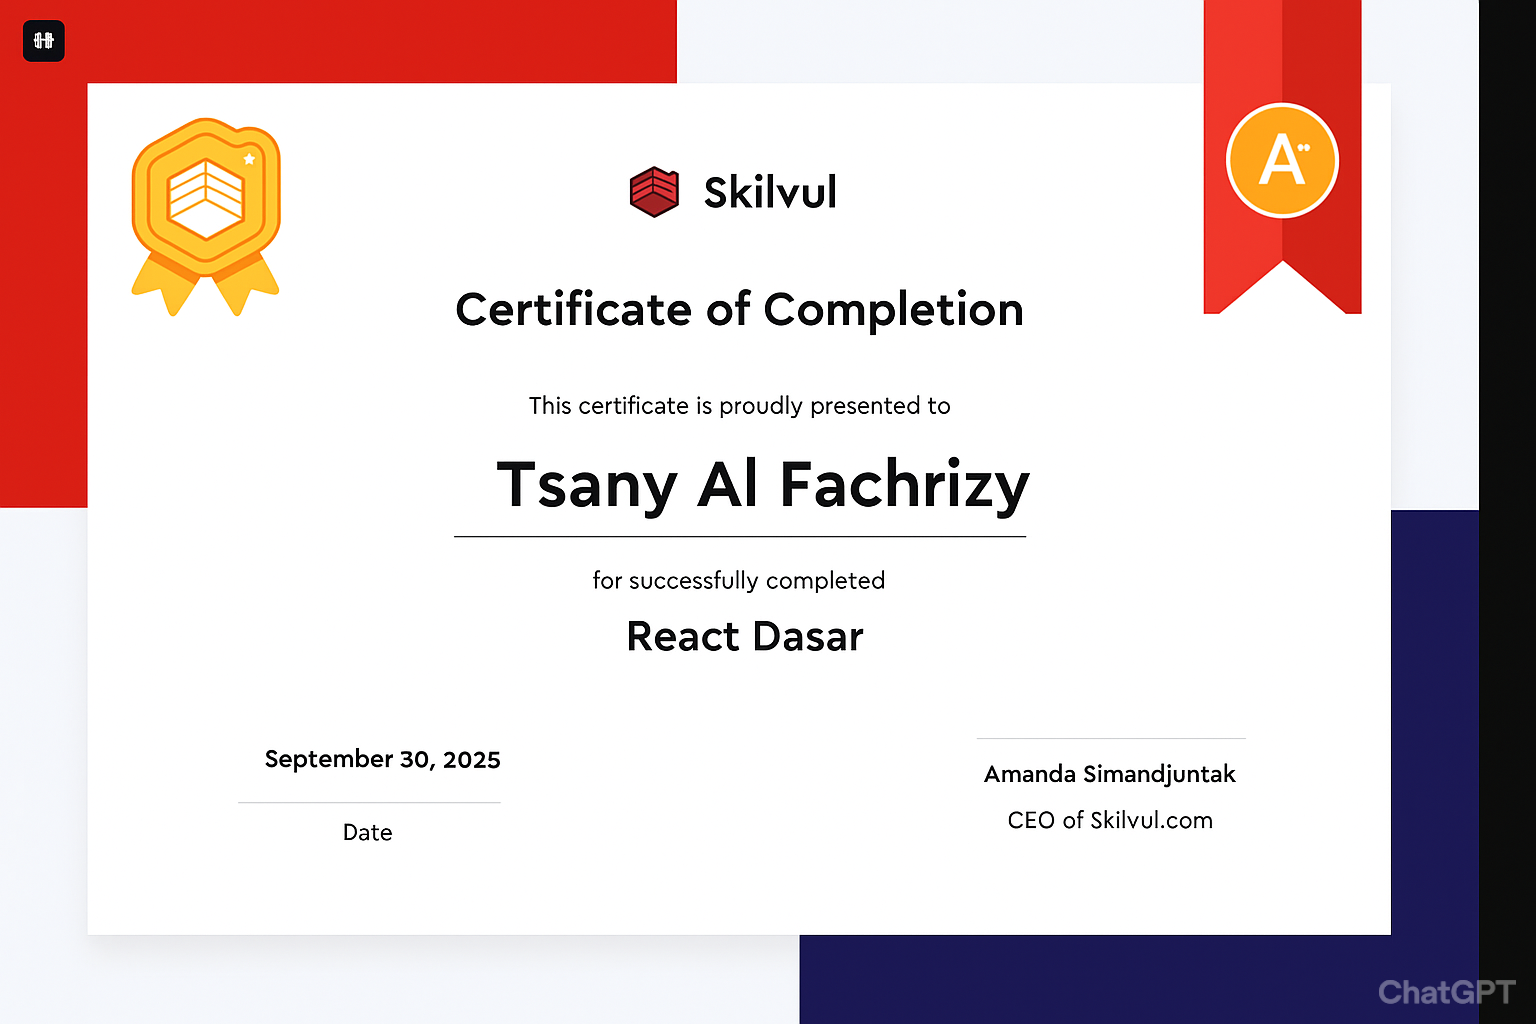 Skilvul
A
Certificate of Completion
This certificate is proudly presented to
Tsany Al Fachrizy
for successfully completed
React Dasar
September 30, 2025
Date
Amanda Simandjuntak
CEO of Skilvul.com
ChatGPT